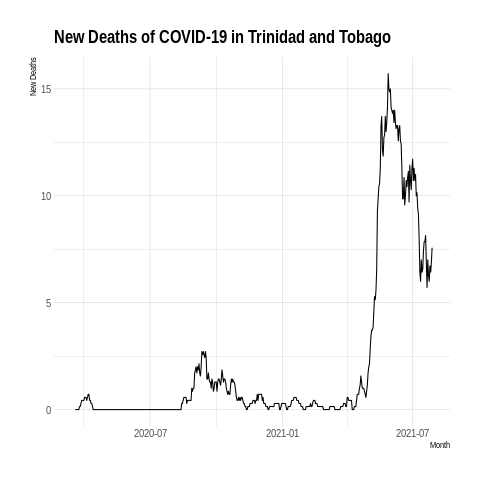 New Deaths of COVID-19 in Trinidad and Tobago
New Deaths
15
10
5
0
2020-07
2021-01
2021-07
Month